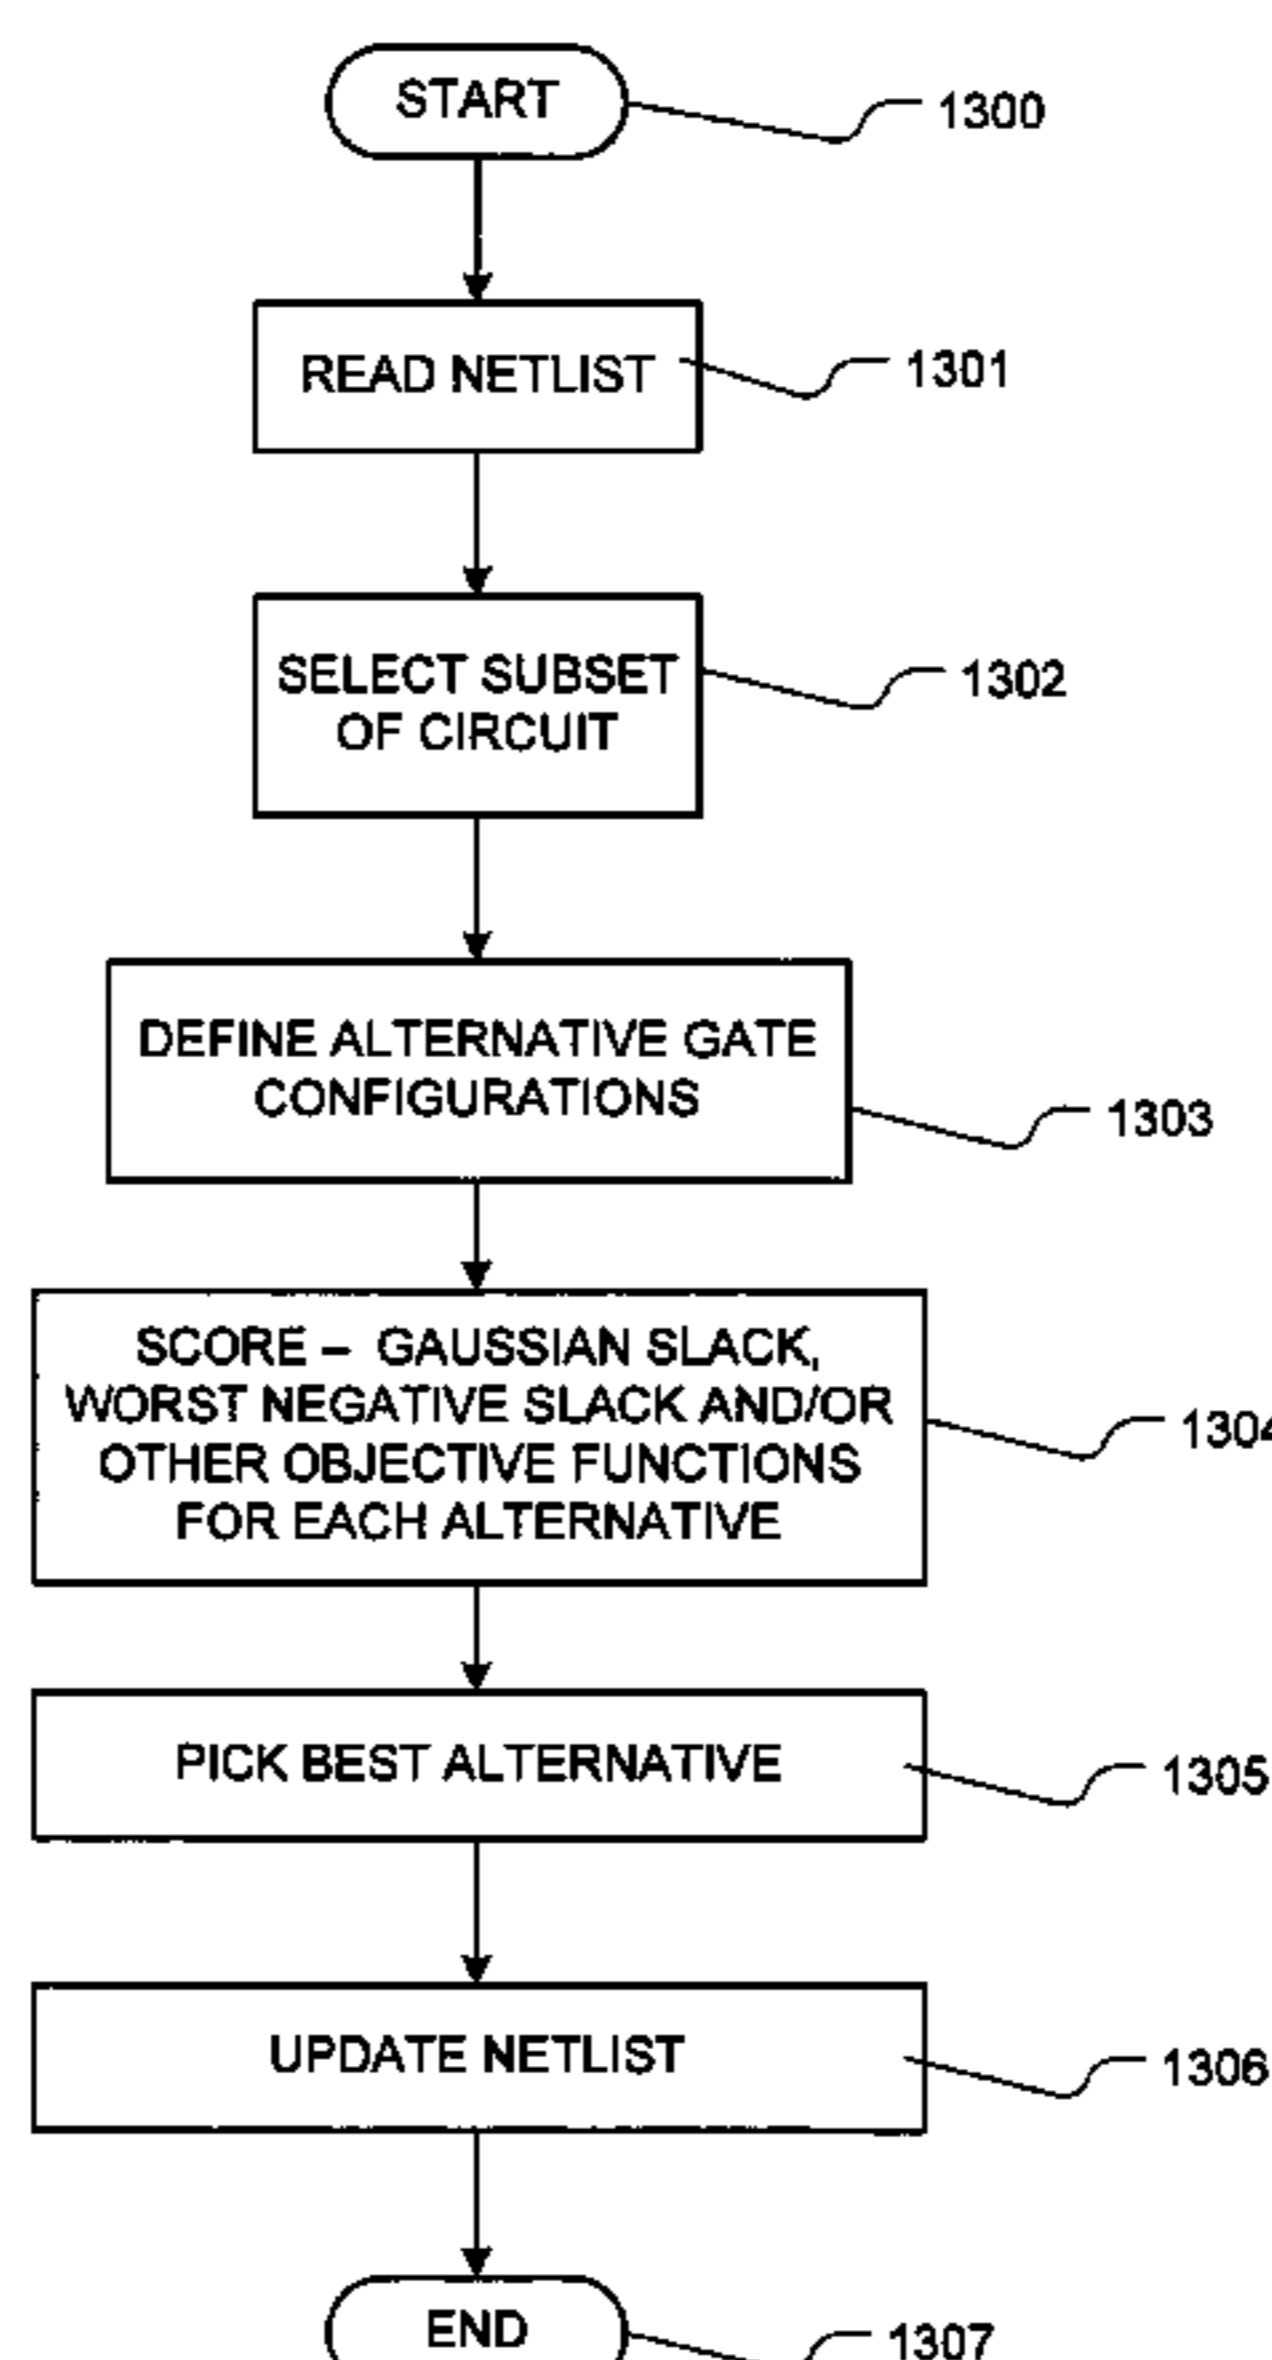 START
1300
READ NETLIST
1301
SELECT SUBSET
OF CIRCUIT
1302
DEFINE ALTERNATIVE GATE
CONFIGURATIONS
1303
SCORE – GAUSSIAN SLACK,
WORST NEGATIVE SLACK AND/OR
OTHER OBJECTIVE FUNCTIONS
FOR EACH ALTERNATIVE
1304
PICK BEST ALTERNATIVE
1305
UPDATE NETLIST
1306
END
1307